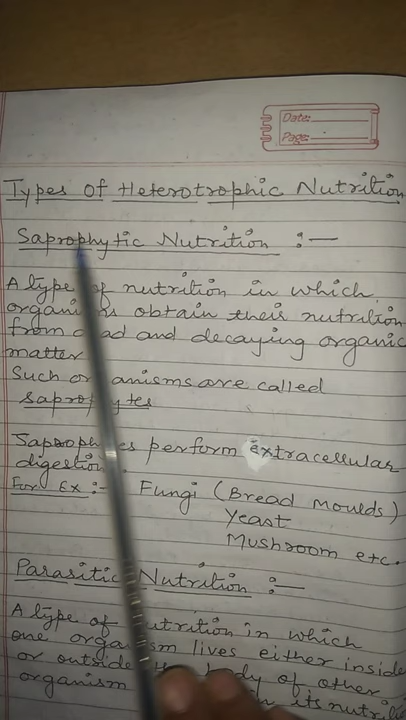 Date:
Page:
Types of Heterotrophic Nutrition
Saprophytic Nutrition :—
A type of nutrition in which
organisms obtain their nutrition
from dead and decaying organic
matter
Such organisms are called
saprophytes
Saprophytes perform extracellular
digestion
For Ex :- Fungi (Bread Moulds)
Yeast
Mushroom etc.
Parasitic Nutrition :—
A type of nutrition in which
one organism lives either inside
or outside the body of other
organism its